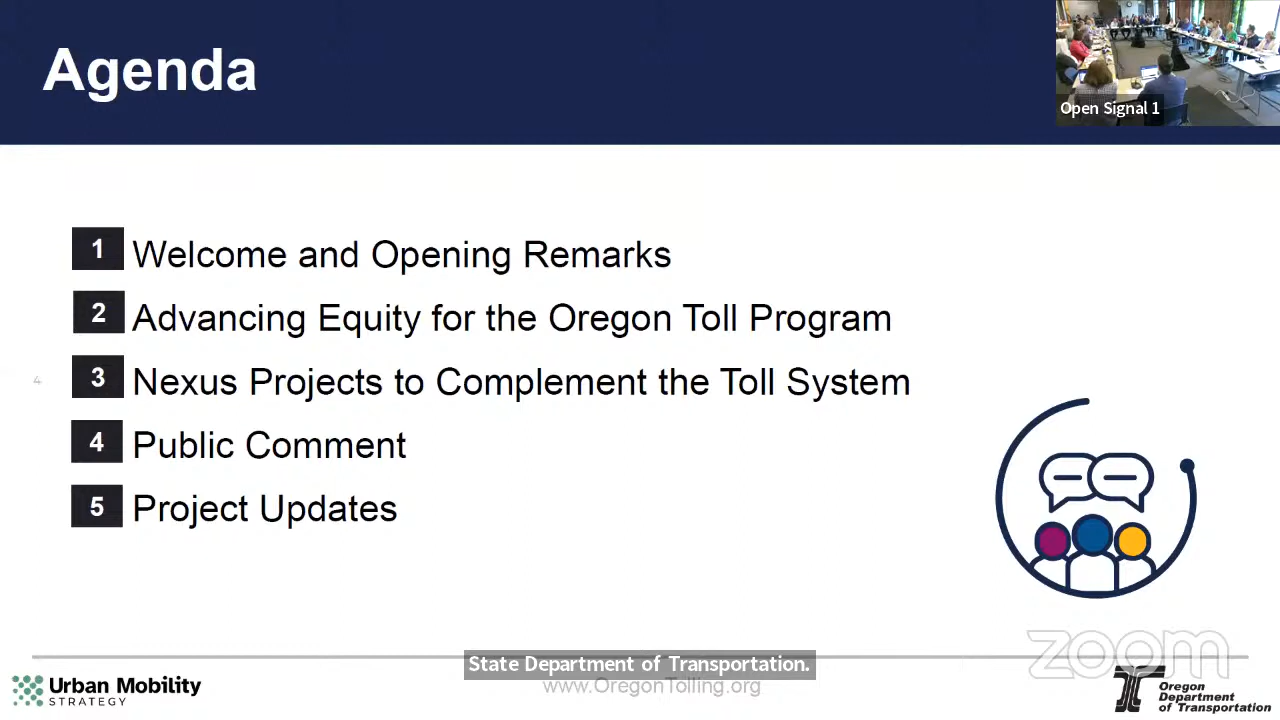 Agenda
Open Signal 1
1 Welcome and Opening Remarks
2 Advancing Equity for the Oregon Toll Program
3 Nexus Projects to Complement the Toll System
4
4 Public Comment
5 Project Updates
zoom
State Department of Transportation.
www.OregonTolling.org
Urban Mobility
STRATEGY
Oregon
Department
of Transportation